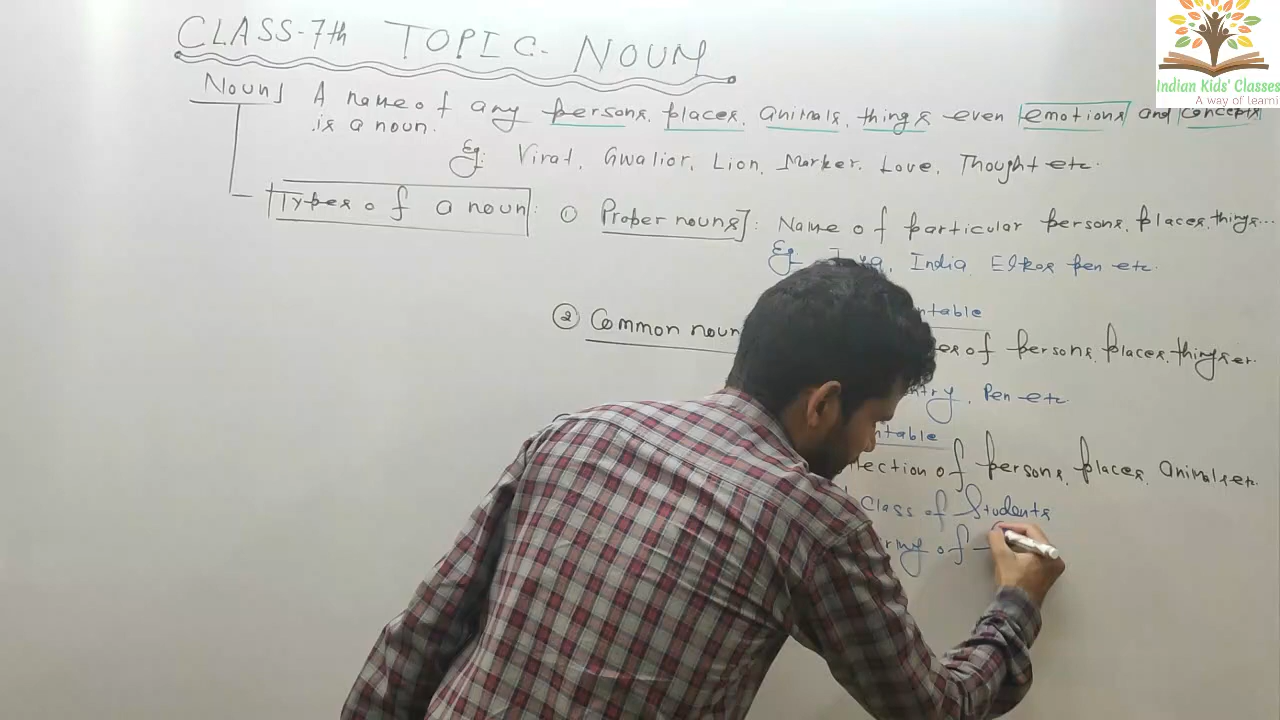 CLASS-7th TOPIC- NOUN
Indian Kids' Classes
A way of learni
Noun] A name of any persons, places, animals, things even emotions and concepts
is a noun.
Eg: Virat, Gwalior, Lion, Marker, Love, Thought etc.
Types of a noun: ① Proper nouns]: Name of particular persons, places, things...
Eg. India, Elkos pen etc.
ntable
② Common noun of persons, places, things etc.
ntry, Pen etc.
ntable
lection of persons, places, animals etc.
Class of Students
rmy of